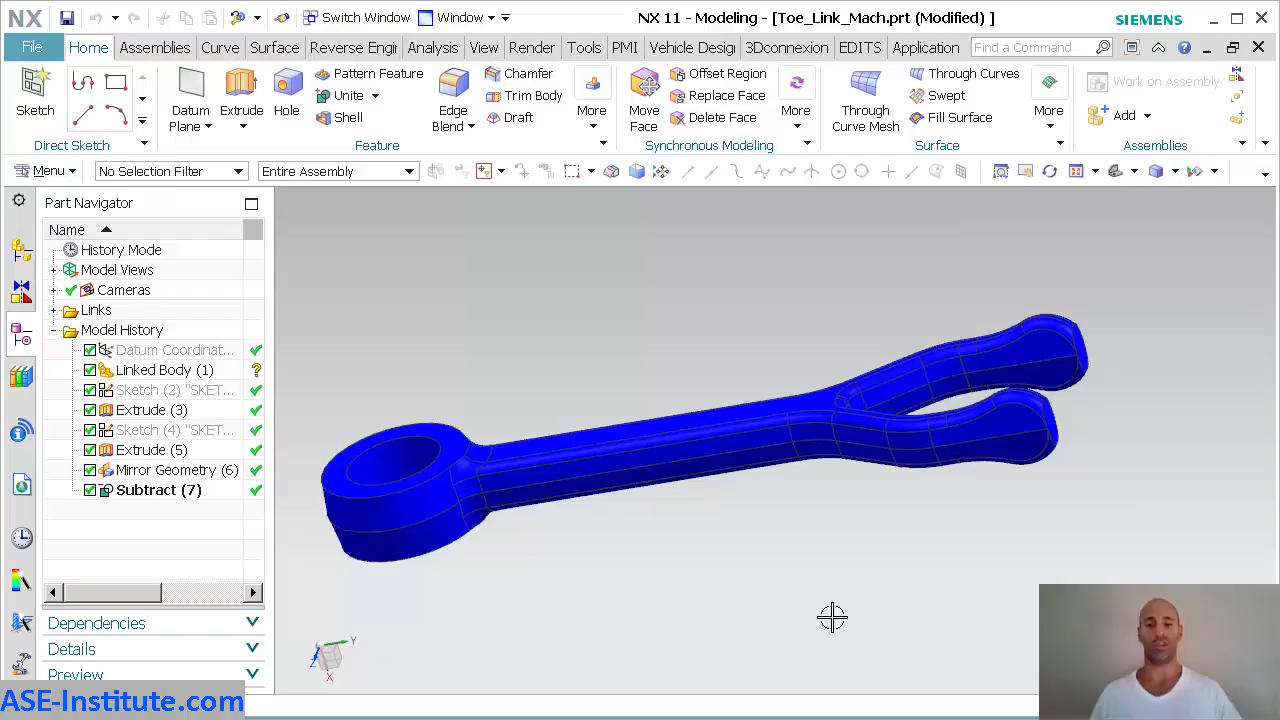 NX
Switch Window
Window
NX 11 - Modeling - [Toe_Link_Mach.prt (Modified) ]
SIEMENS
File
Home
Assemblies
Curve
Surface
Reverse Engi
Analysis
View
Render
Tools
PMI
Vehicle Desig
3Dconnexion
EDITS
Application
Find a Command
Sketch
Direct Sketch
Datum
Plane
Extrude
Hole
Pattern Feature
Unite
Shell
Edge
Blend
Chamfer
Trim Body
Draft
More
Feature
Move
Face
Offset Region
Replace Face
Delete Face
More
Synchronous Modeling
Through
Curve Mesh
Through Curves
Swept
Fill Surface
More
Surface
Work on Assembly
Add
Assemblies
Menu
No Selection Filter
Entire Assembly
Part Navigator
Name
History Mode
Model Views
Cameras
Links
Model History
Datum Coordinat...
Linked Body (1)
Sketch (2) "SKET...
Extrude (3)
Sketch (4) "SKET...
Extrude (5)
Mirror Geometry (6)
Subtract (7)
Dependencies
Details
Preview
Y
Z
X
ASE-Institute.com